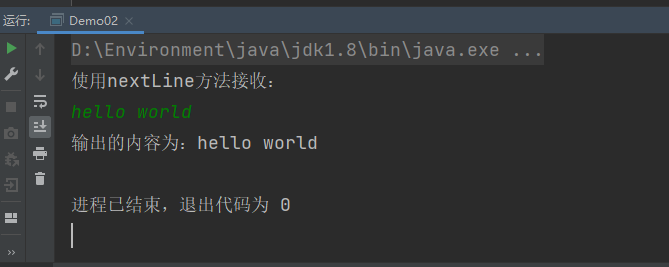 运行: Demo02 ×
D:\Environment\java\jdk1.8\bin\java.exe ...
使用nextLine方法接收:
hello world
输出的内容为: hello world
进程已结束,退出代码为 0